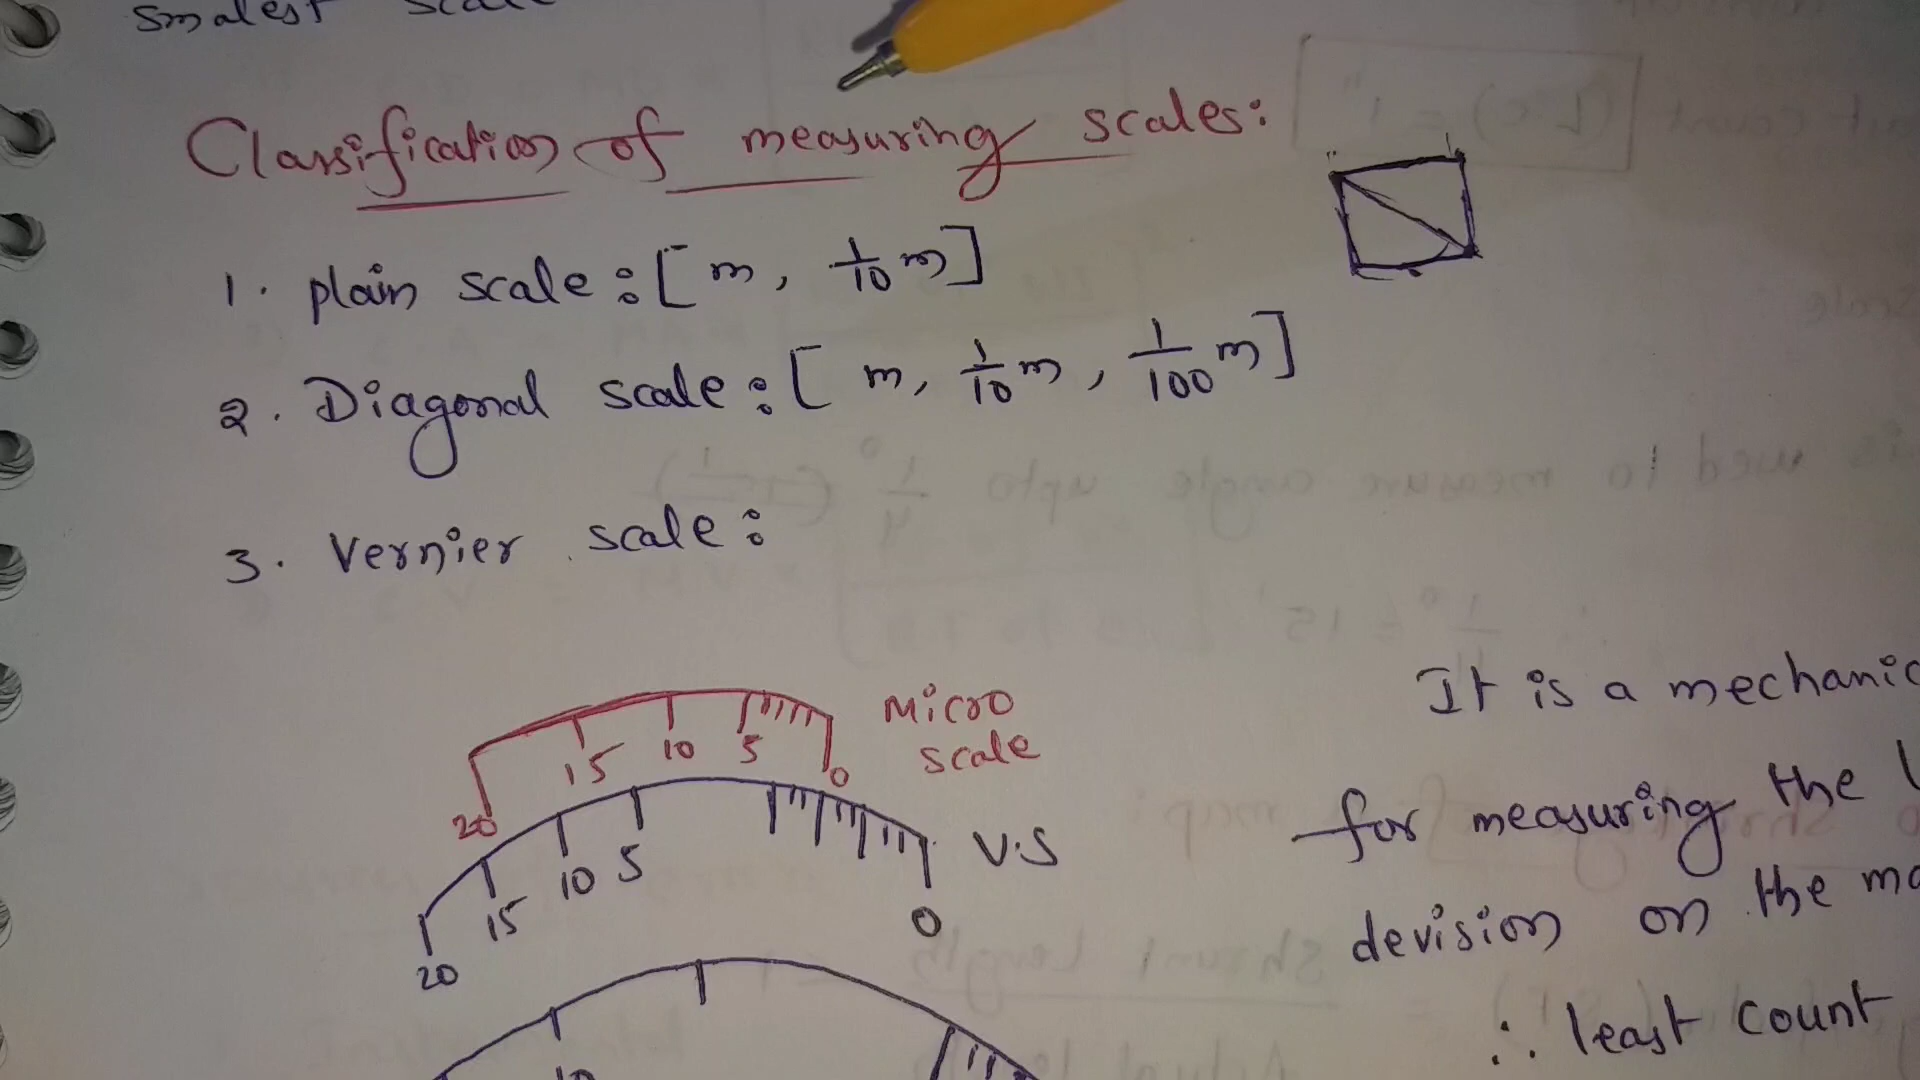 smalest
Classification of measuring scales:
1. plain scale: [m, 1/10 m]
2. Diagonal scale: [m, 1/10 m, 1/100 m]
3. Vernier scale:
Micro
scale
20 15 10 5 0
V.S
20 15 10 5 0
It is a mechanic
for measuring the
devision on the
∴ least count
10